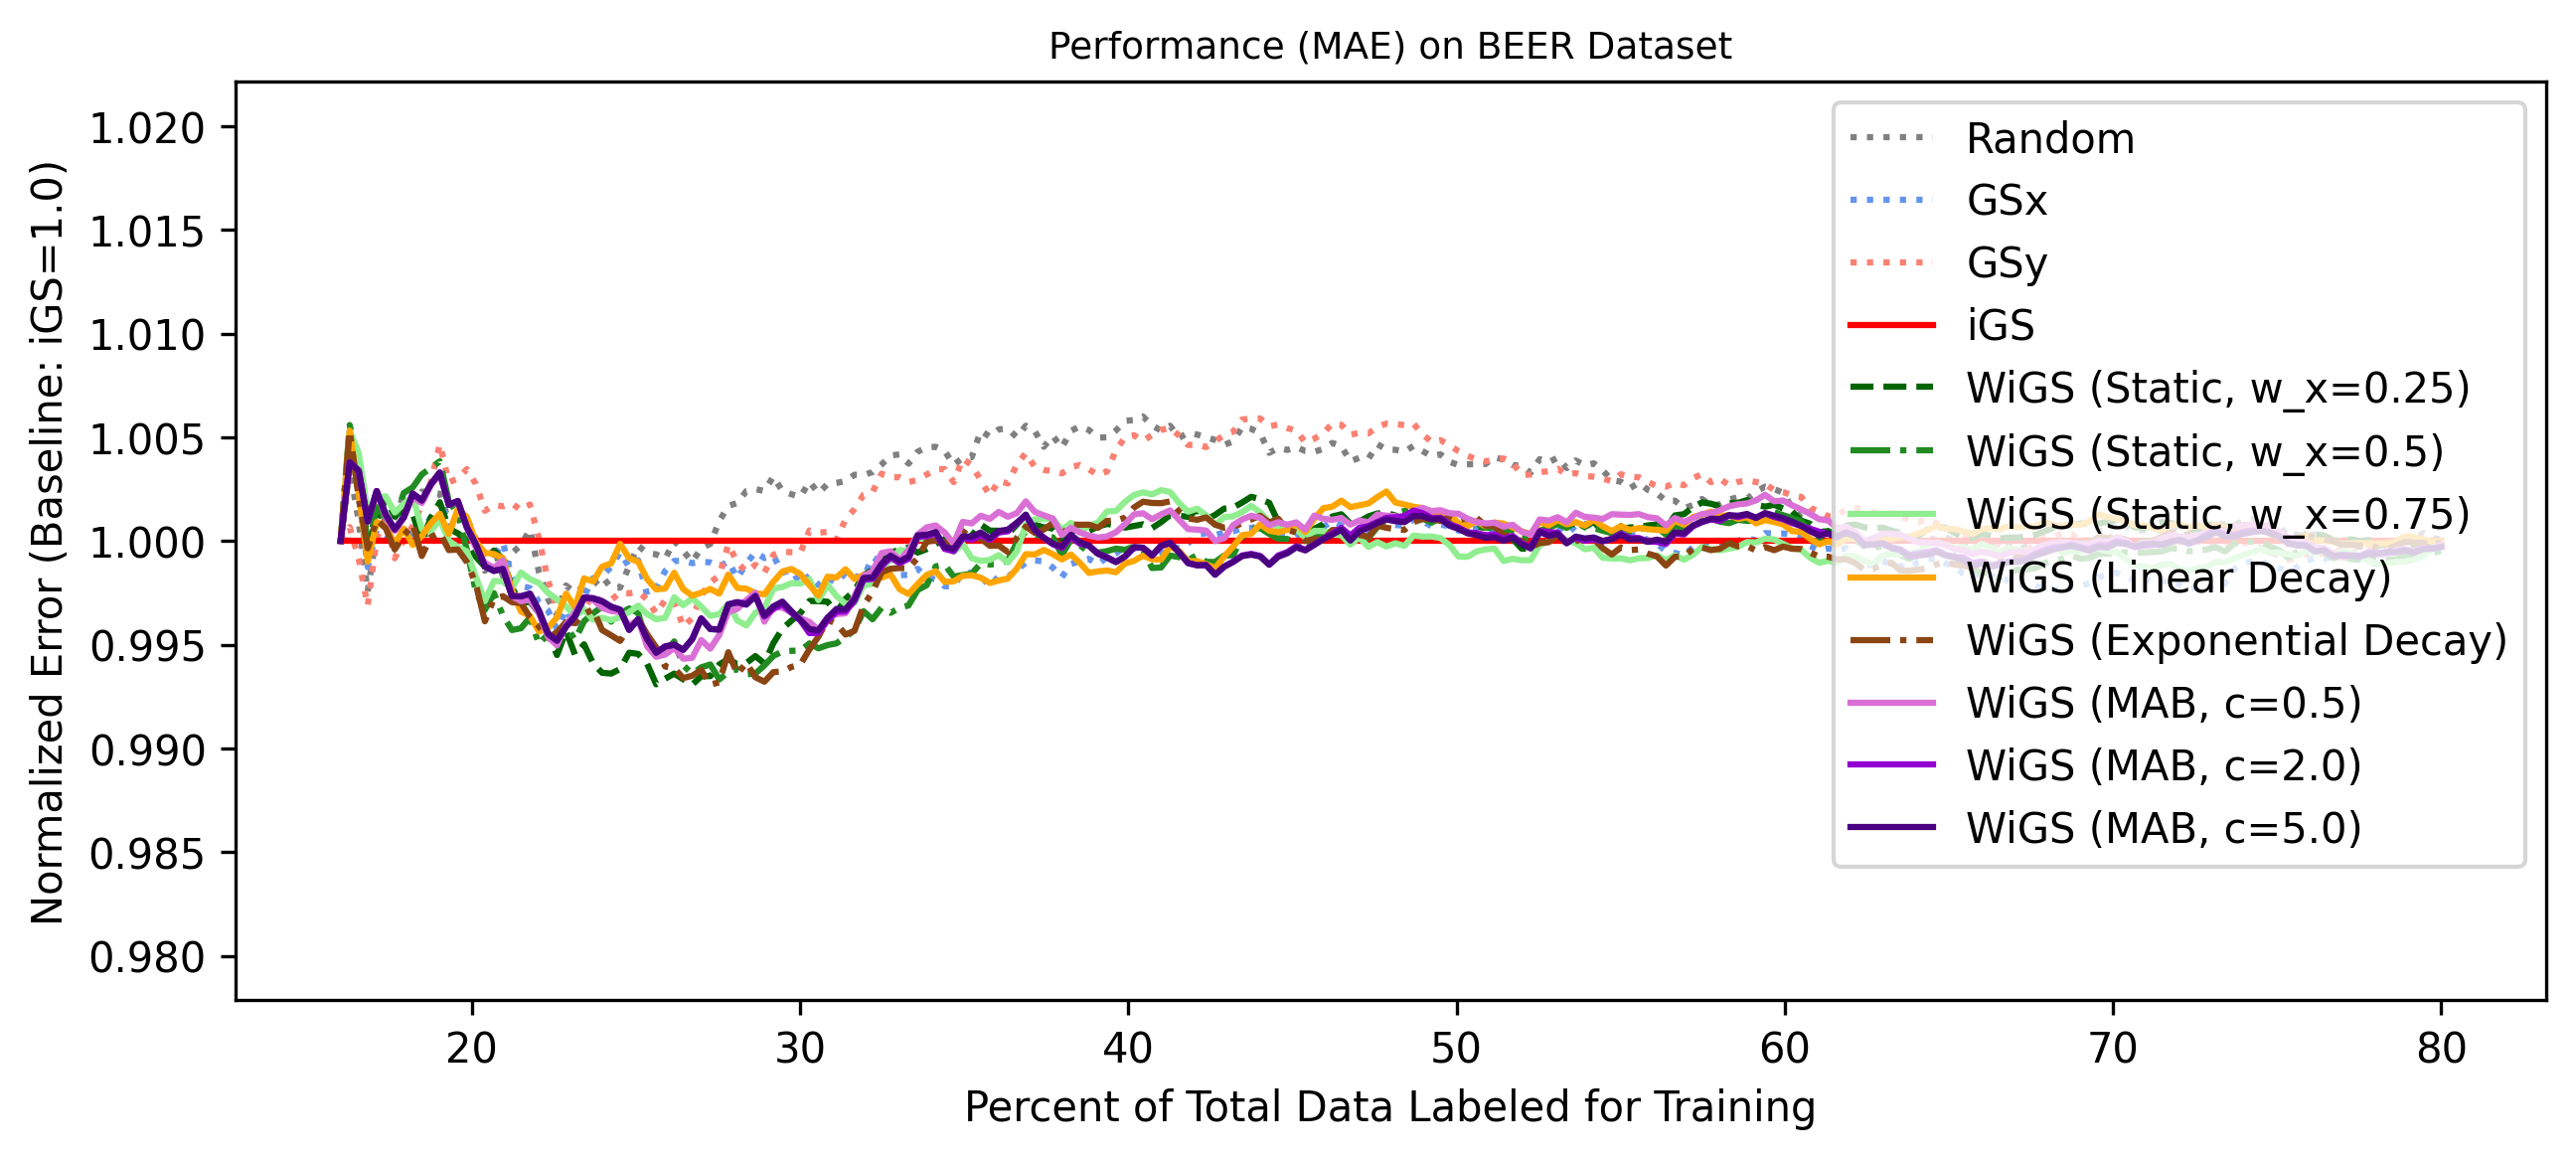 Performance (MAE) on BEER Dataset
Normalized Error (Baseline: iGS=1.0)
1.020
1.015
1.010
1.005
1.000
0.995
0.990
0.985
0.980
Random
GSx
GSy
iGS
WiGS (Static, w_x=0.25)
WiGS (Static, w_x=0.5)
WiGS (Static, w_x=0.75)
WiGS (Linear Decay)
WiGS (Exponential Decay)
WiGS (MAB, c=0.5)
WiGS (MAB, c=2.0)
WiGS (MAB, c=5.0)
20 30 40 50 60 70 80
Percent of Total Data Labeled for Training